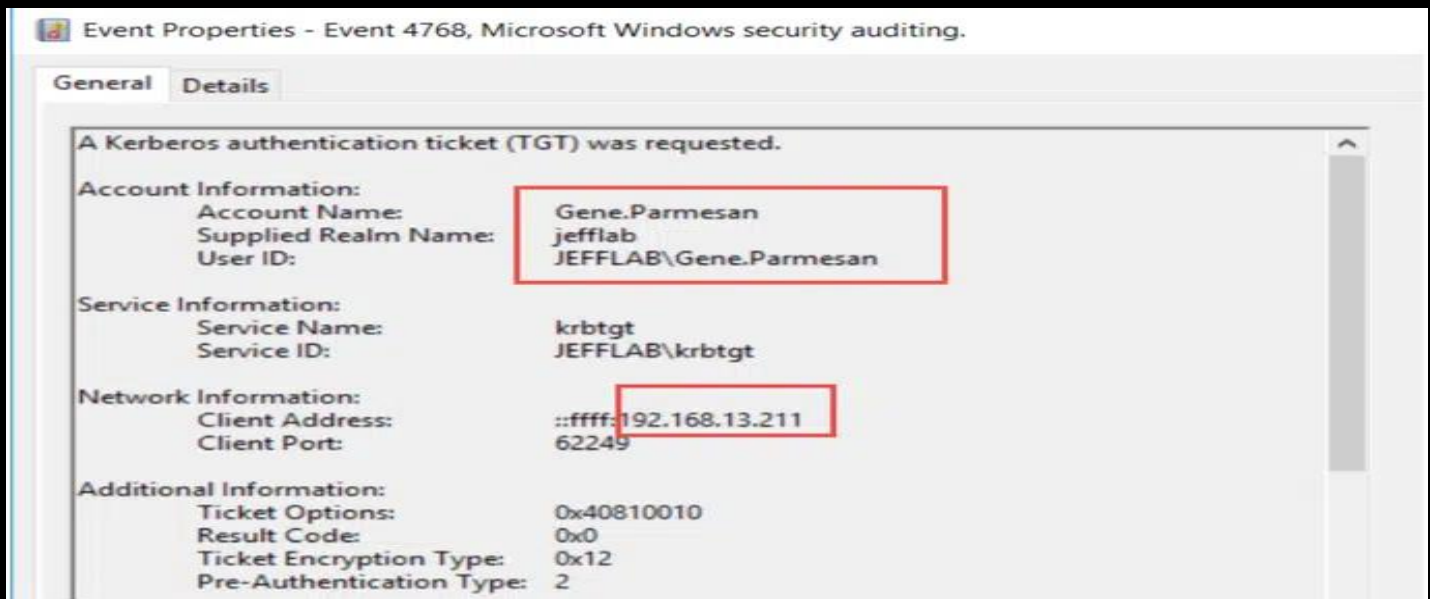 Event Properties - Event 4768, Microsoft Windows security auditing.
General Details
A Kerberos authentication ticket (TGT) was requested.
Account Information:
Account Name: Gene.Parmesan
Supplied Realm Name: jefflab
User ID: JEFFLAB\Gene.Parmesan
Service Information:
Service Name: krbtgt
Service ID: JEFFLAB\krbtgt
Network Information:
Client Address: ::ffff:192.168.13.211
Client Port: 62249
Additional Information:
Ticket Options: 0x40810010
Result Code: 0x0
Ticket Encryption Type: 0x12
Pre-Authentication Type: 2